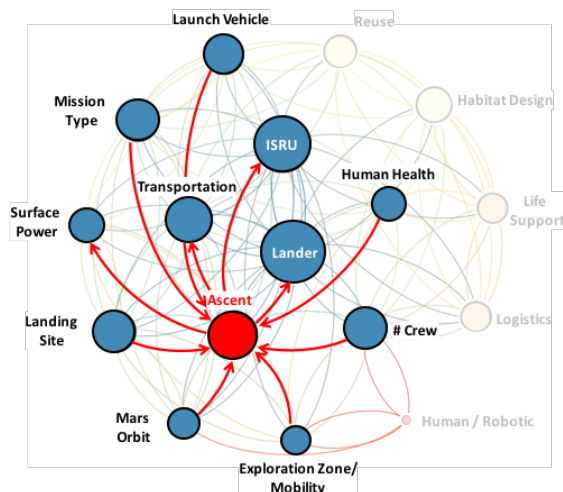 Launch Vehicle
Reuse
Mission
Type
Habitat Design
ISRU
Human Health
Transportation
Surface
Power
Life
Support
Lander
Ascent
Landing
Site
# Crew
Logistics
Mars
Orbit
Human / Robotic
Exploration Zone/
Mobility